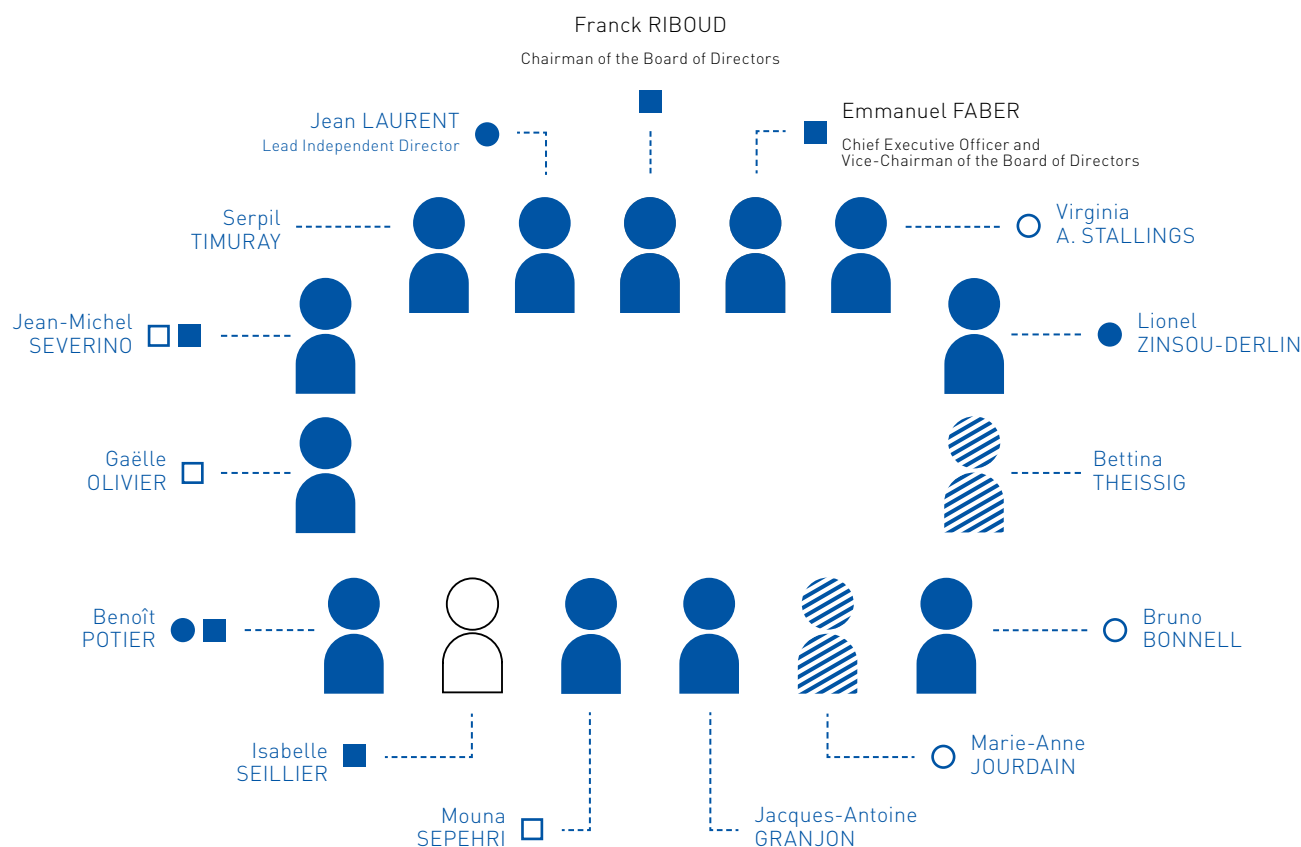 Franck RIBOUD
Chairman of the Board of Directors
Jean LAURENT
Lead Independent Director
Emmanuel FABER
Chief Executive Officer and
Vice-Chairman of the Board of Directors
Serpil
TIMURAY
Virginia
A. STALLINGS
Jean-Michel
SEVERINO
Lionel
ZINSOU-DERLIN
Gaëlle
OLIVIER
Bettina
THEISSIG
Benoît
POTIER
Bruno
BONNELL
Isabelle
SEILLIER
Marie-Anne
JOURDAIN
Mouna
SEPEHRI
Jacques-Antoine
GRANJON